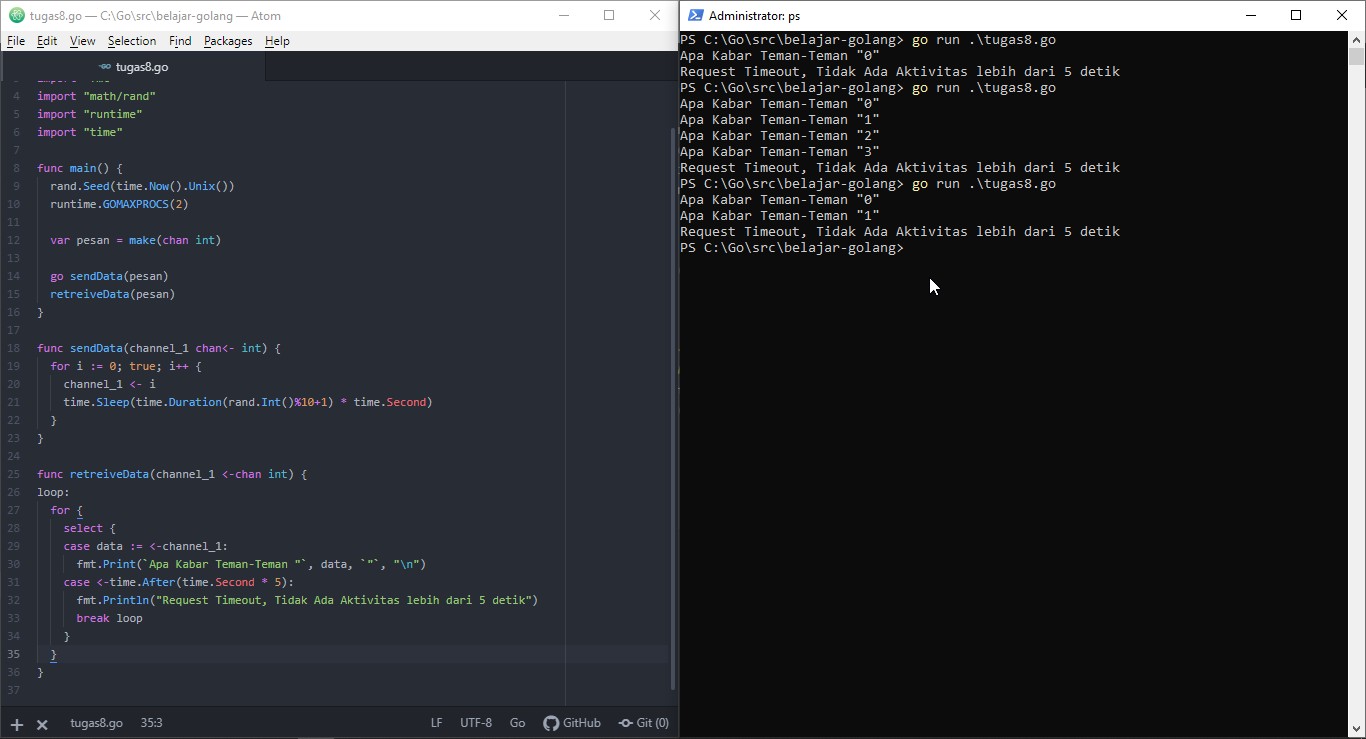 tugas8.go — C:\Go\src\belajar-golang — Atom
File Edit View Selection Find Packages Help
tugas8.go
4 import "math/rand"
5 import "runtime"
6 import "time"
7
8 func main() {
9 rand.Seed(time.Now().Unix())
10 runtime.GOMAXPROCS(2)
11
12 var pesan = make(chan int)
13
14 go sendData(pesan)
15 retreiveData(pesan)
16 }
17
18 func sendData(channel_1 chan<- int) {
19 for i := 0; true; i++ {
20 channel_1 <- i
21 time.Sleep(time.Duration(rand.Int()%10+1) * time.Second)
22 }
23 }
24
25 func retreiveData(channel_1 <-chan int) {
26 loop:
27 for {
28 select {
29 case data := <-channel_1:
30 fmt.Print(`Apa Kabar Teman-Teman "`, data, `"`, "\n")
31 case <-time.After(time.Second * 5):
32 fmt.Println("Request Timeout, Tidak Ada Aktivitas lebih dari 5 detik")
33 break loop
34 }
35 }
36 }
37
tugas8.go 35:3 LF UTF-8 Go GitHub Git (0)
Administrator: ps
PS C:\Go\src\belajar-golang> go run .\tugas8.go
Apa Kabar Teman-Teman "0"
Request Timeout, Tidak Ada Aktivitas lebih dari 5 detik
PS C:\Go\src\belajar-golang> go run .\tugas8.go
Apa Kabar Teman-Teman "0"
Apa Kabar Teman-Teman "1"
Apa Kabar Teman-Teman "2"
Apa Kabar Teman-Teman "3"
Request Timeout, Tidak Ada Aktivitas lebih dari 5 detik
PS C:\Go\src\belajar-golang> go run .\tugas8.go
Apa Kabar Teman-Teman "0"
Apa Kabar Teman-Teman "1"
Request Timeout, Tidak Ada Aktivitas lebih dari 5 detik
PS C:\Go\src\belajar-golang>